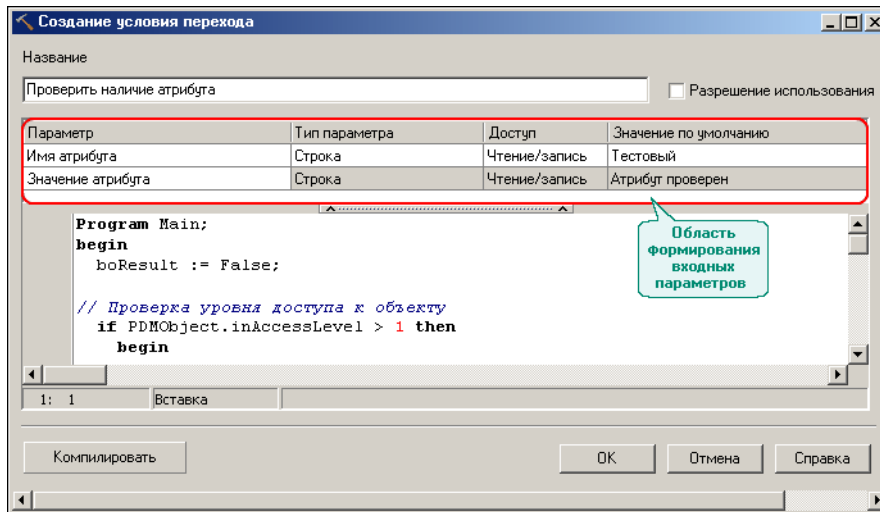 Создание условия перехода
Название
Проверить наличие атрибута
Разрешение использования
Параметр Тип параметра Доступ Значение по умолчанию
Имя атрибута Строка Чтение/запись Тестовый
Значение атрибута Строка Чтение/запись Атрибут проверен
Program Main;
begin
boResult := False;
// Проверка уровня доступа к объекту
if PDMObject.inAccessLevel > 1 then
begin
Область
формирования
входных
параметров
1: 1 Вставка
Компилировать OK Отмена Справка